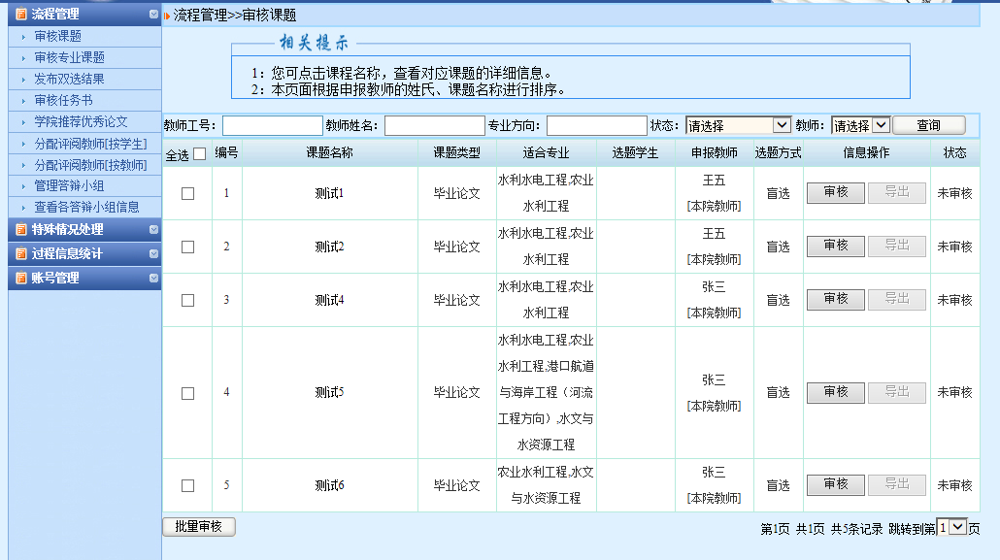 流程管理
审核课题
审核专业课题
发布双选结果
审核任务书
学院推荐优秀论文
分配评阅教师[按学生]
分配评阅教师[按教师]
管理答辩小组
查看各答辩小组信息
特殊情况处理
过程信息统计
账号管理
流程管理>>审核课题
相关提示
1：您可点击课程名称，查看对应课题的详细信息。
2：本页面根据申报教师的姓氏、课题名称进行排序。
教师工号： 教师姓名： 专业方向： 状态：请选择 教师：请选择 查询
全选 编号 课题名称 课题类型 适合专业 选题学生 申报教师 选题方式 信息操作 状态
1 测试1 毕业论文 水利水电工程,农业 王五 盲选 审核 导出 未审核
水利工程 [本院教师]
2 测试2 毕业论文 水利水电工程,农业 王五 盲选 审核 导出 未审核
水利工程 [本院教师]
3 测试4 毕业论文 水利水电工程,农业 张三 盲选 审核 导出 未审核
水利工程 [本院教师]
4 测试5 毕业论文 水利水电工程,农业 张三 盲选 审核 导出 未审核
水利工程,港口航道 [本院教师]
与海岸工程（河流
工程方向）,水文与
水资源工程
5 测试6 毕业论文 农业水利工程,水文 张三 盲选 审核 导出 未审核
与水资源工程 [本院教师]
批量审核
第1页 共1页 共5条记录 跳转到第1页